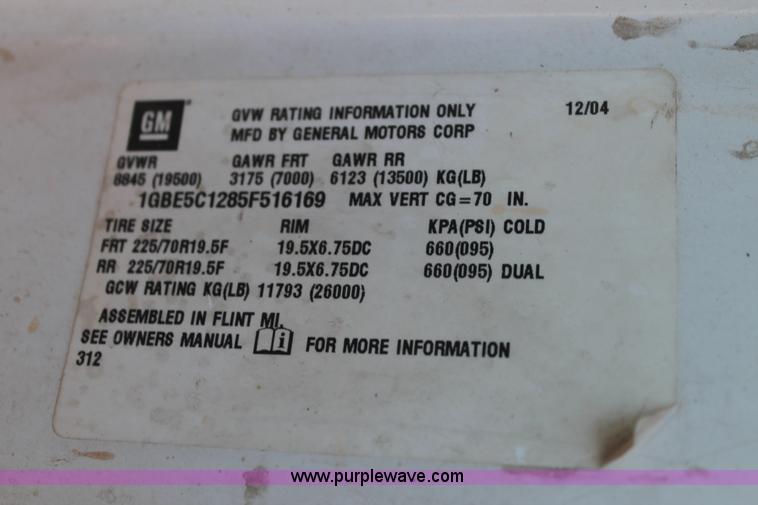 GM
GVW RATING INFORMATION ONLY 12/04
MFD BY GENERAL MOTORS CORP
GVWR GAWR FRT GAWR RR
8845 (19500) 3175 (7000) 6123 (13500) KG(LB)
1GBE5C1285F516169 MAX VERT CG=70 IN.
TIRE SIZE RIM KPA(PSI) COLD
FRT 225/70R19.5F 19.5X6.75DC 660(095)
RR 225/70R19.5F 19.5X6.75DC 660(095) DUAL
GCW RATING KG(LB) 11793 (26000)
ASSEMBLED IN FLINT MI.
SEE OWNERS MANUAL i FOR MORE INFORMATION
312
www.purplewave.com